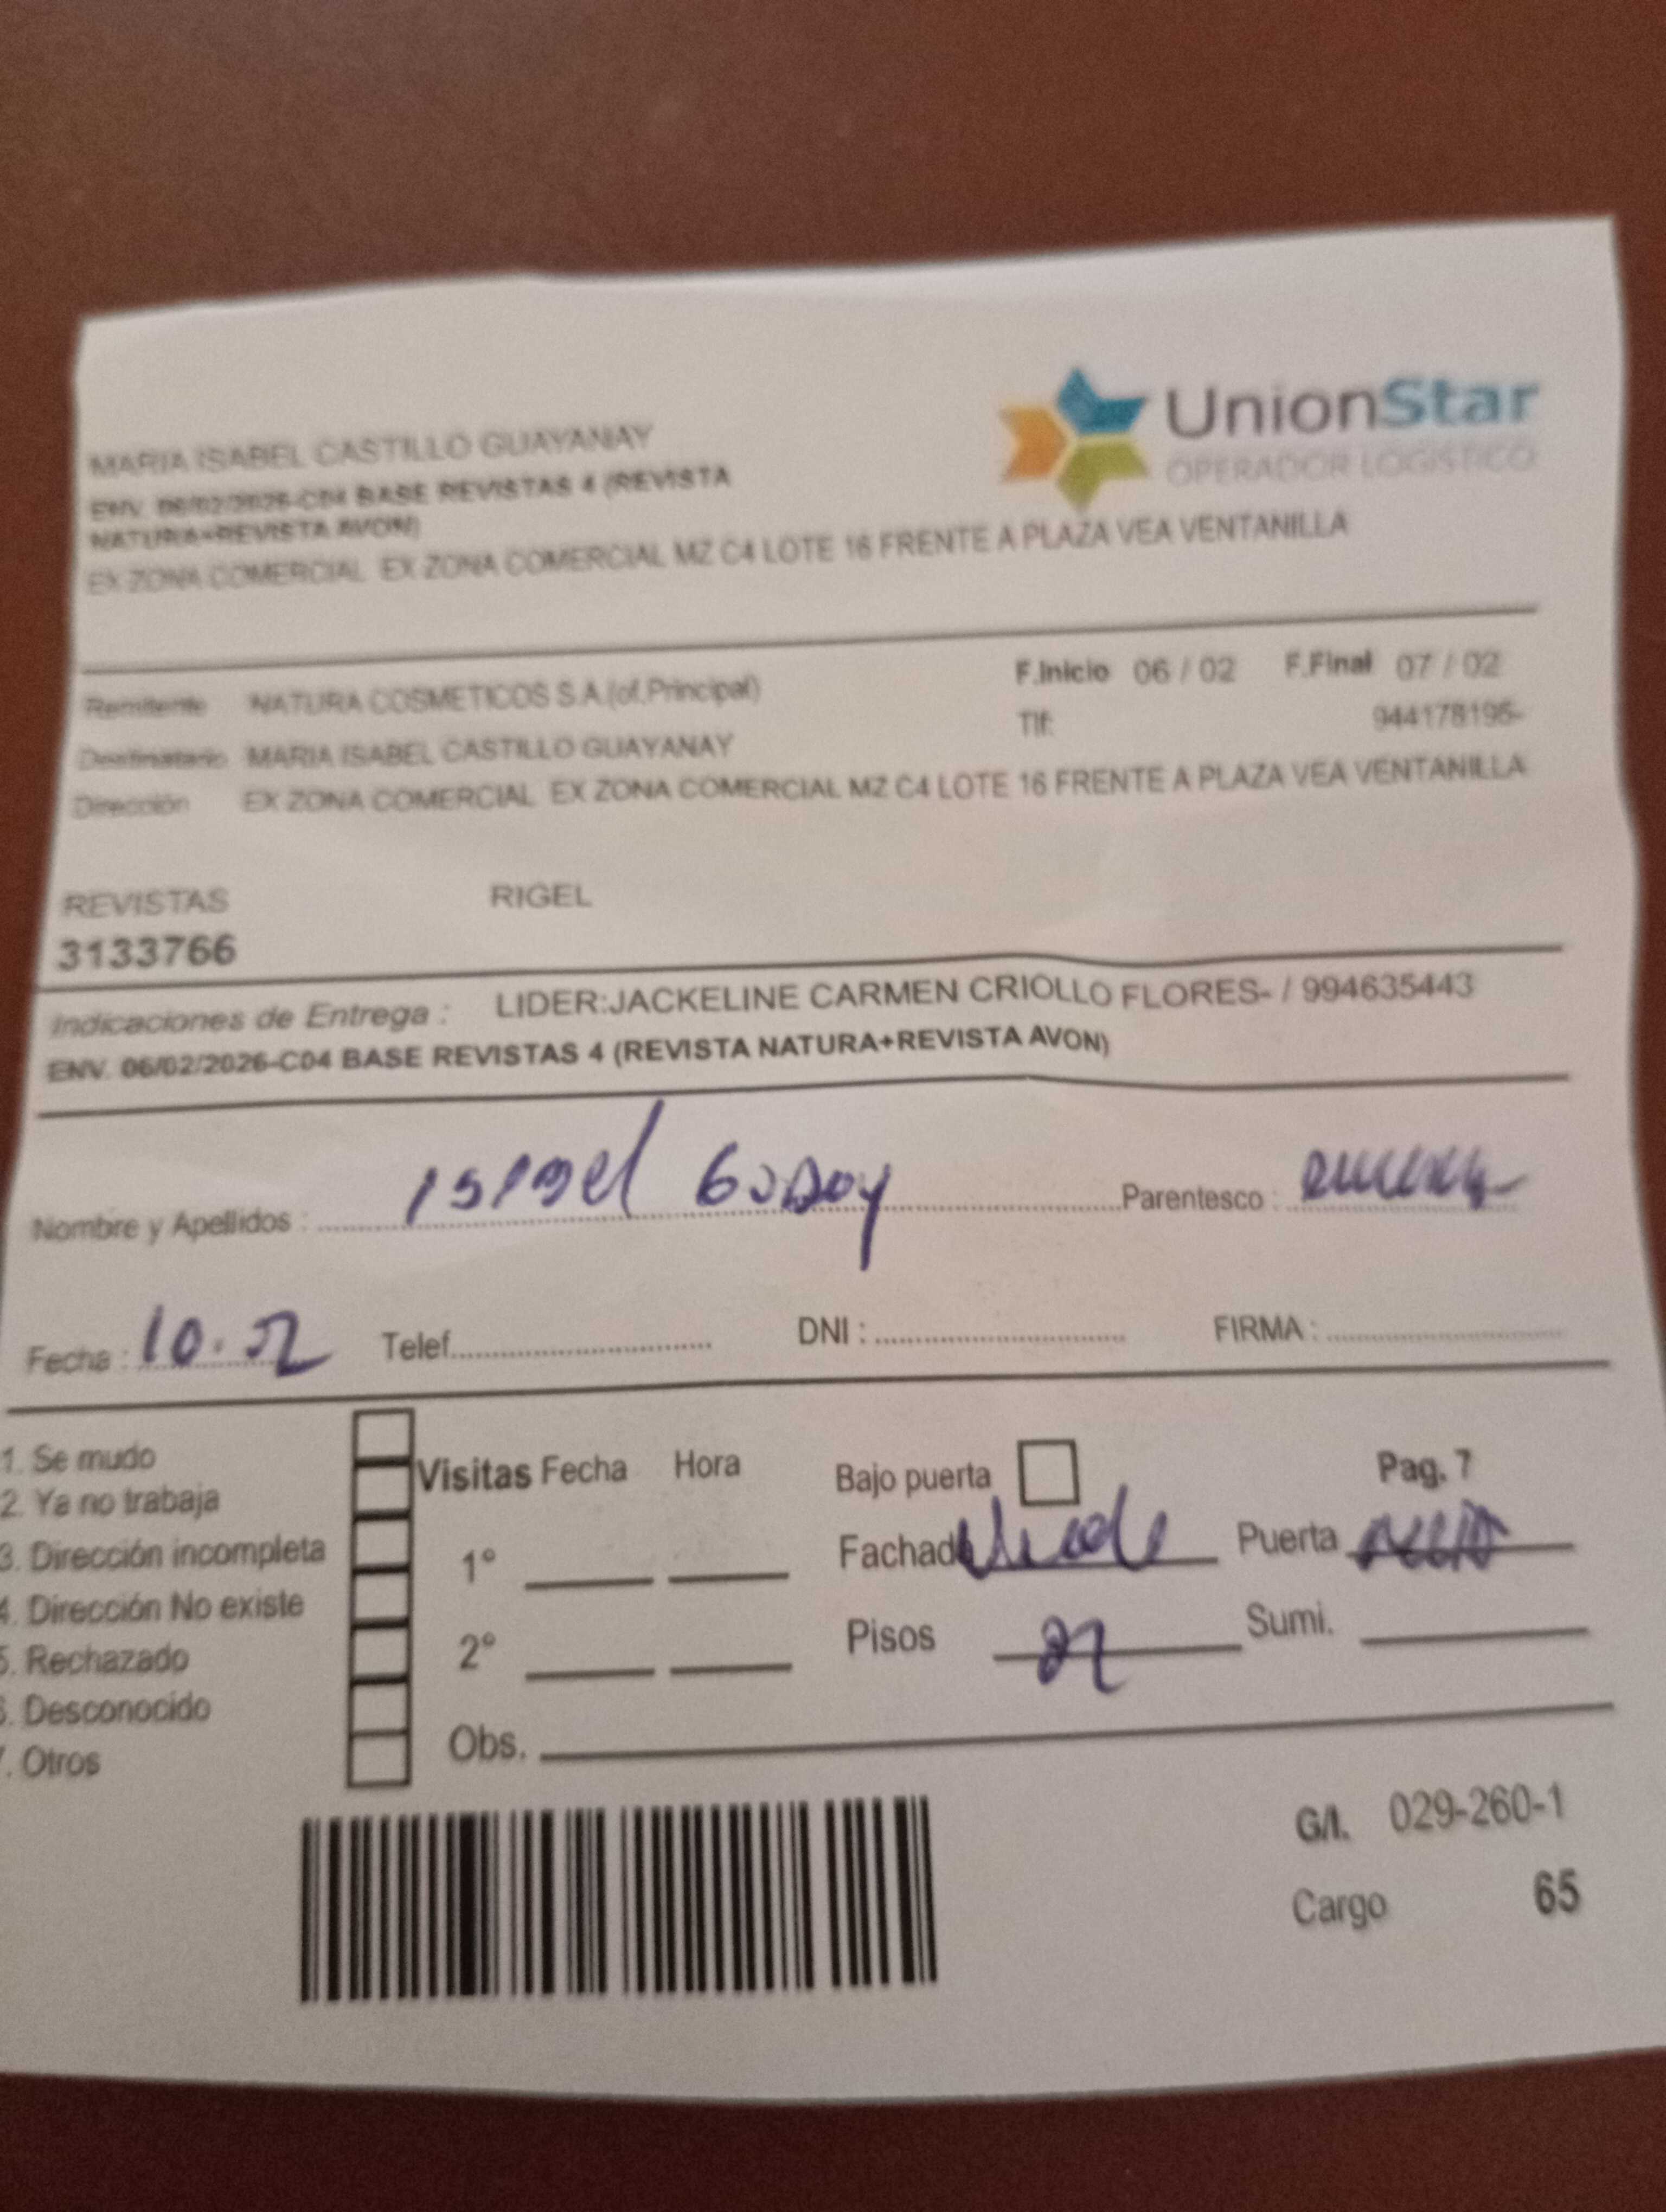 UnionStar
OPERADOR LOGISTICO
MARIA ISABEL CASTILLO GUAYANAY
ENV. 06/02/2026-C04 BASE REVISTAS 4 (REVISTA
NATURA+REVISTA AVON)
EX ZONA COMERCIAL EX ZONA COMERCIAL MZ C4 LOTE 16 FRENTE A PLAZA VEA VENTANILLA
Remitente NATURA COSMETICOS S.A.(of.Principal) F.Inicio 06 / 02 F.Final 07 / 02
Destinatario MARIA ISABEL CASTILLO GUAYANAY Tlf: 944178195-
Dirección EX ZONA COMERCIAL EX ZONA COMERCIAL MZ C4 LOTE 16 FRENTE A PLAZA VEA VENTANILLA
REVISTAS RIGEL
3133766
Indicaciones de Entrega : LIDER:JACKELINE CARMEN CRIOLLO FLORES- / 994635443
ENV. 06/02/2026-C04 BASE REVISTAS 4 (REVISTA NATURA+REVISTA AVON)
Nombre y Apellidos : Godoy Parentesco :
Fecha : 10.02 Telef. DNI : FIRMA :
1. Se mudo
2. Ya no trabaja
3. Dirección incompleta
4. Dirección No existe
5. Rechazado
6. Desconocido
7. Otros
Visitas Fecha Hora
1°
2°
Obs.
Bajo puerta Pag. 7
Fachada Puerta
Pisos Sumi.
G/I. 029-260-1
Cargo 65